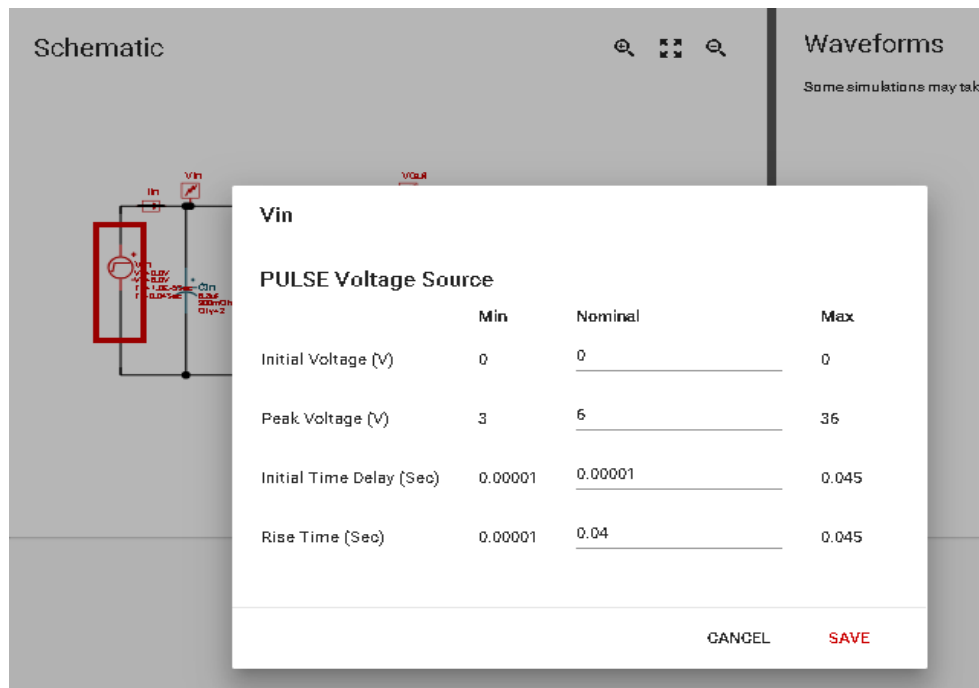 Schematic
Waveforms
Some simulations may tak
Vin
Iin
Vin
PULSE Voltage Source
Min Nominal Max
Initial Voltage (V) 0 0 0
Peak Voltage (V) 3 6 36
Initial Time Delay (Sec) 0.00001 0.00001 0.045
Rise Time (Sec) 0.00001 0.04 0.045
CANCEL SAVE